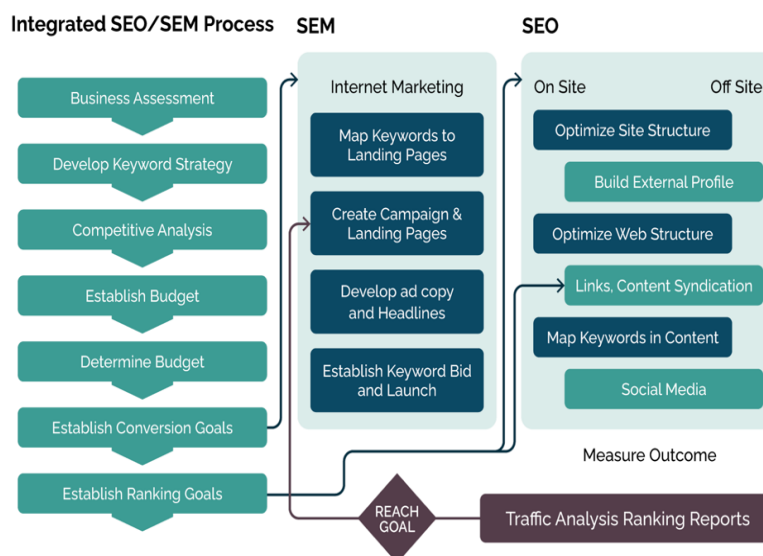 Integrated SEO/SEM Process
SEM
SEO
Business Assessment
Develop Keyword Strategy
Competitive Analysis
Establish Budget
Determine Budget
Establish Conversion Goals
Establish Ranking Goals
Internet Marketing
Map Keywords to
Landing Pages
Create Campaign &
Landing Pages
Develop ad copy
and Headlines
Establish Keyword Bid
and Launch
On Site
Off Site
Optimize Site Structure
Build External Profile
Optimize Web Structure
Links, Content Syndication
Map Keywords in Content
Social Media
Measure Outcome
REACH
GOAL
Traffic Analysis Ranking Reports